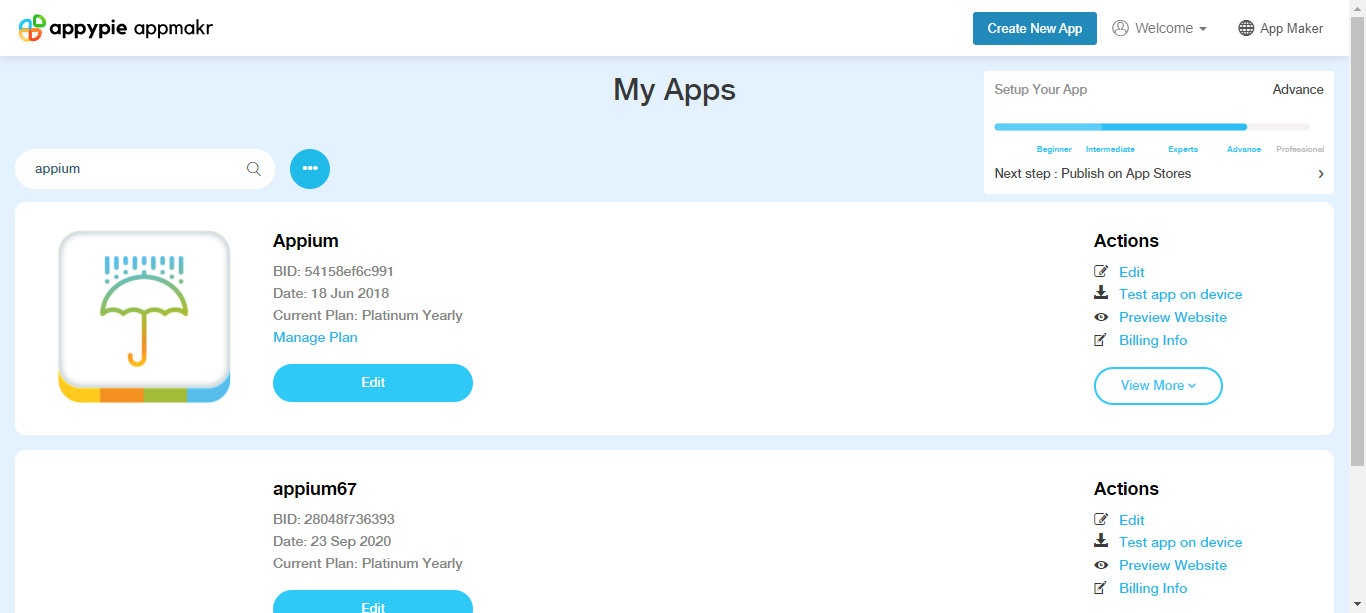 appypie appmakr
Create New App
Welcome
App Maker
My Apps
Setup Your App
Advance
Beginner Intermediate Experts Advance Professional
Next step : Publish on App Stores
appium
Appium
BID: 54158ef6c991
Date: 18 Jun 2018
Current Plan: Platinum Yearly
Manage Plan
Edit
Actions
Edit
Test app on device
Preview Website
Billing Info
View More
appium67
BID: 28048f736393
Date: 23 Sep 2020
Current Plan: Platinum Yearly
Edit
Actions
Edit
Test app on device
Preview Website
Billing Info